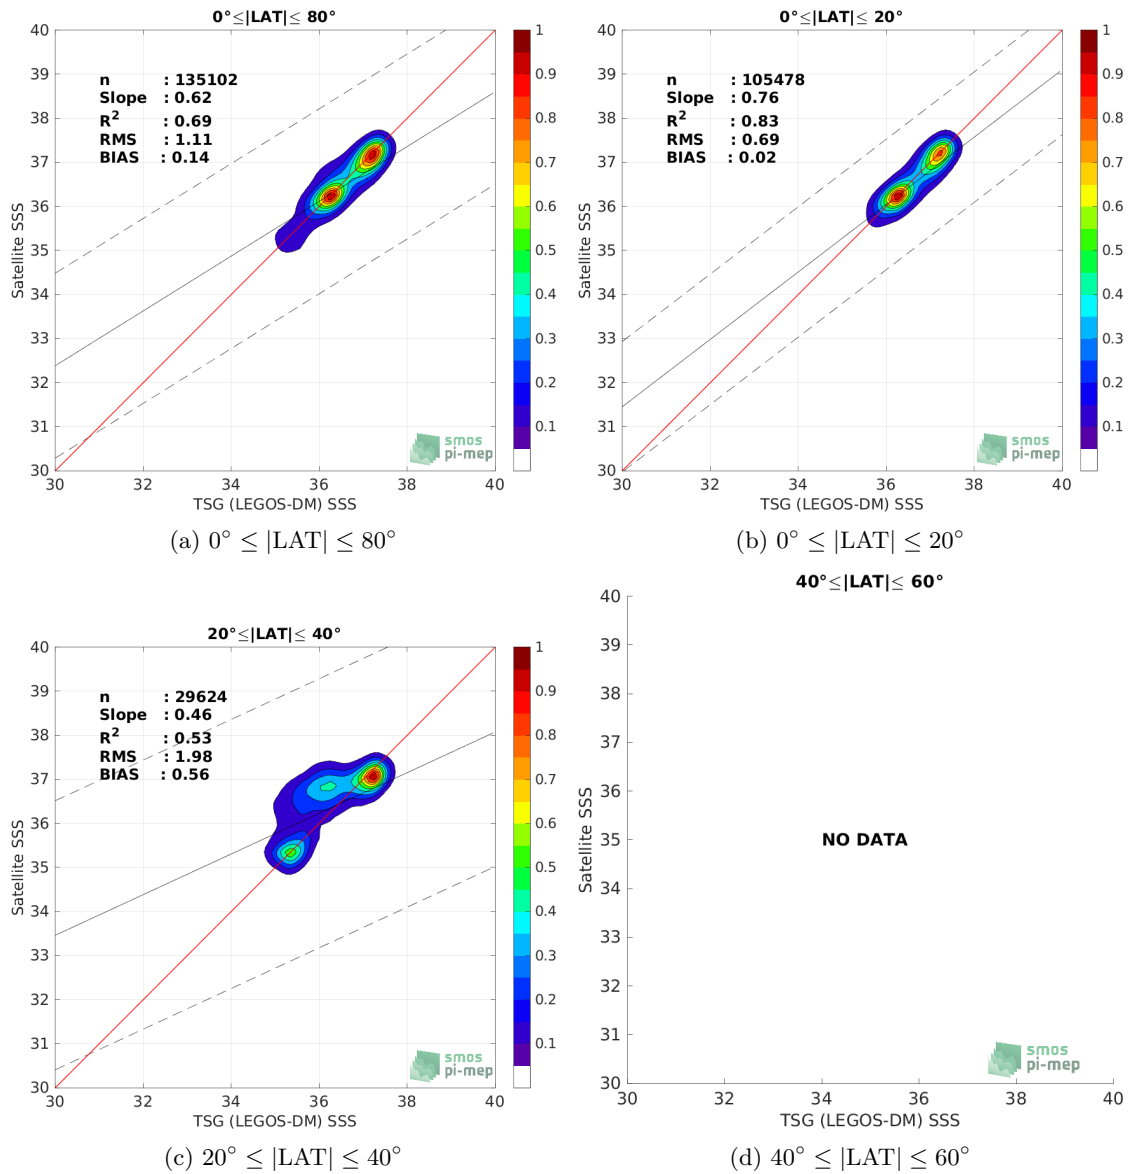 0°≤|LAT|≤ 80°
n : 135102
Slope : 0.62
R² : 0.69
RMS : 1.11
BIAS : 0.14
40
39
38
37
36
35
34
33
32
31
30
30 32 34 36 38 40
Satellite SSS
TSG (LEGOS-DM) SSS
1
0.9
0.8
0.7
0.6
0.5
0.4
0.3
0.2
0.1
smos
pi-mep
(a) 0° ≤ |LAT| ≤ 80°
0°≤|LAT|≤ 20°
n : 105478
Slope : 0.76
R² : 0.83
RMS : 0.69
BIAS : 0.02
40
39
38
37
36
35
34
33
32
31
30
30 32 34 36 38 40
Satellite SSS
TSG (LEGOS-DM) SSS
1
0.9
0.8
0.7
0.6
0.5
0.4
0.3
0.2
0.1
smos
pi-mep
(b) 0° ≤ |LAT| ≤ 20°
20°≤|LAT|≤ 40°
n : 29624
Slope : 0.46
R² : 0.53
RMS : 1.98
BIAS : 0.56
40
39
38
37
36
35
34
33
32
31
30
30 32 34 36 38 40
Satellite SSS
TSG (LEGOS-DM) SSS
1
0.9
0.8
0.7
0.6
0.5
0.4
0.3
0.2
0.1
smos
pi-mep
(c) 20° ≤ |LAT| ≤ 40°
40°≤|LAT|≤ 60°
40
39
38
37
36
35
34
33
32
31
30
30 32 34 36 38 40
Satellite SSS
NO DATA
TSG (LEGOS-DM) SSS
smos
pi-mep
(d) 40° ≤ |LAT| ≤ 60°